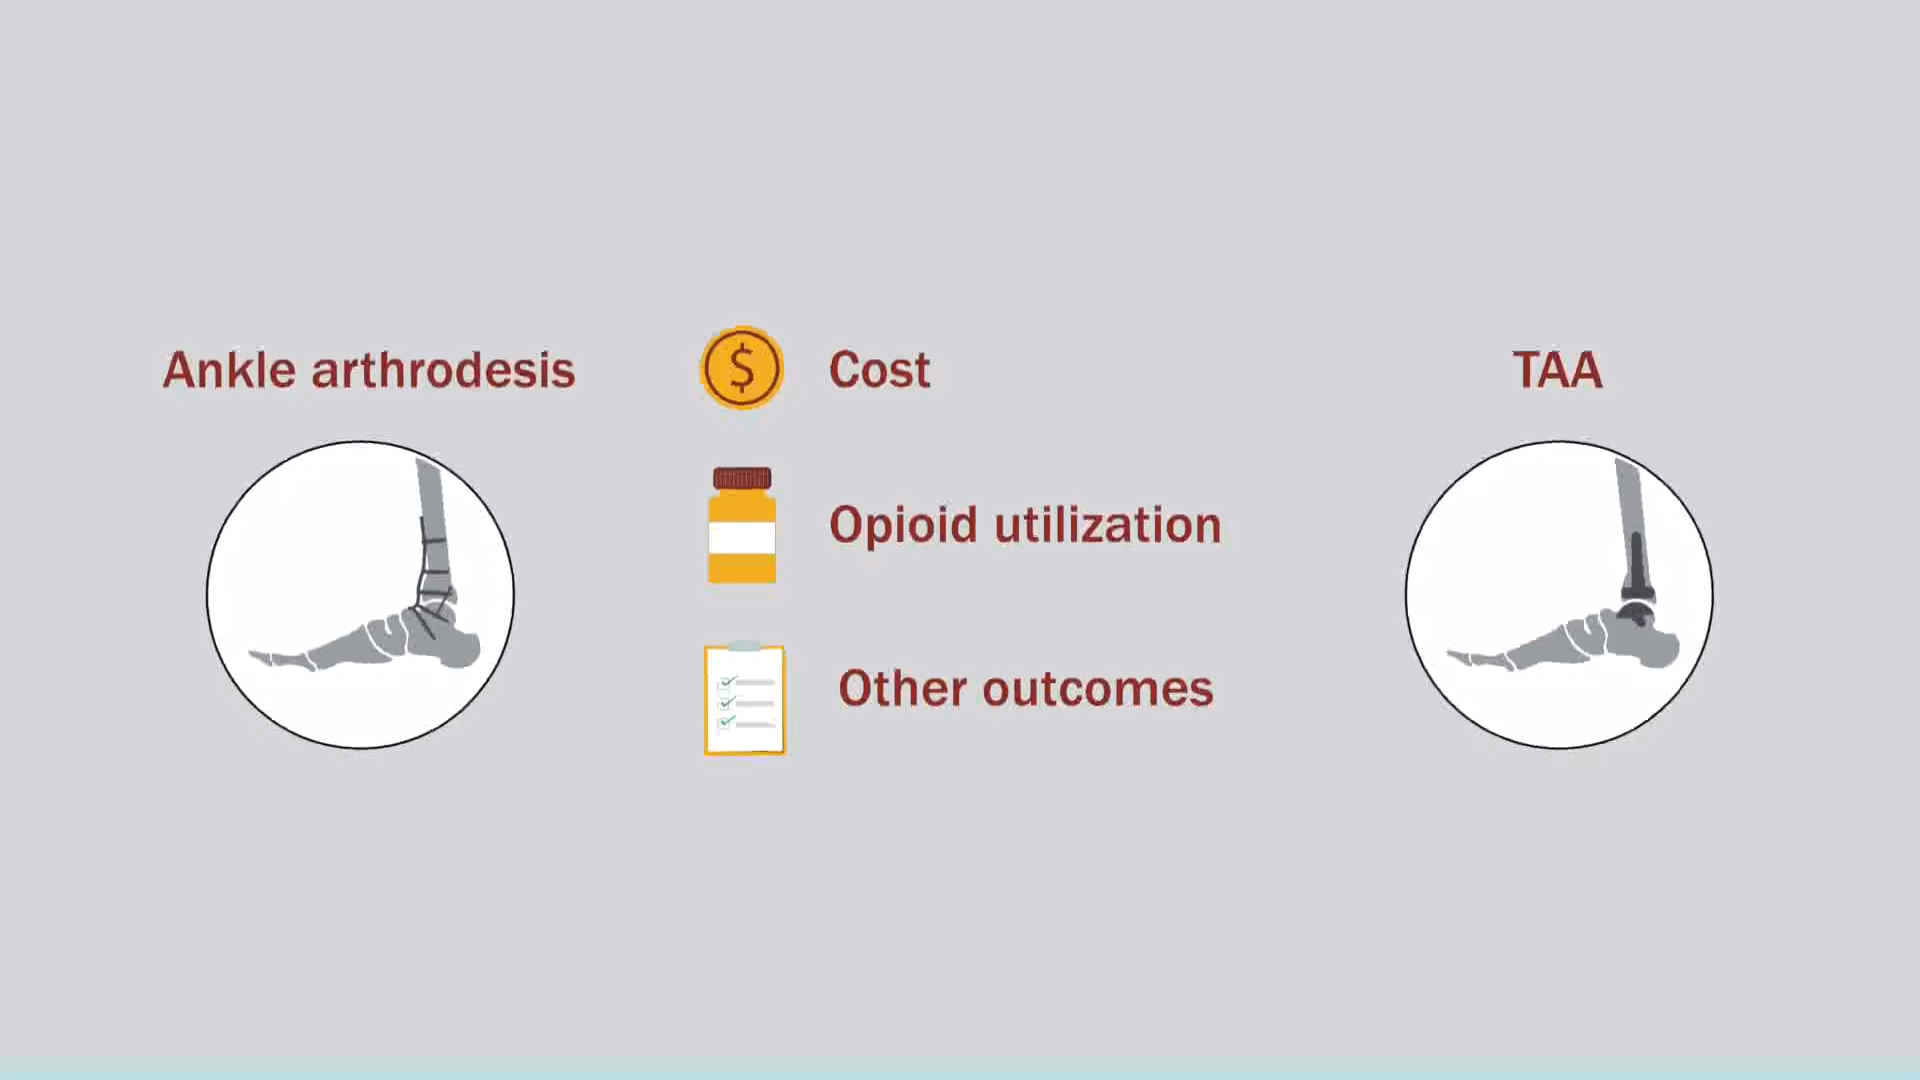 Ankle arthrodesis
$
Cost
Opioid utilization
Other outcomes
TAA